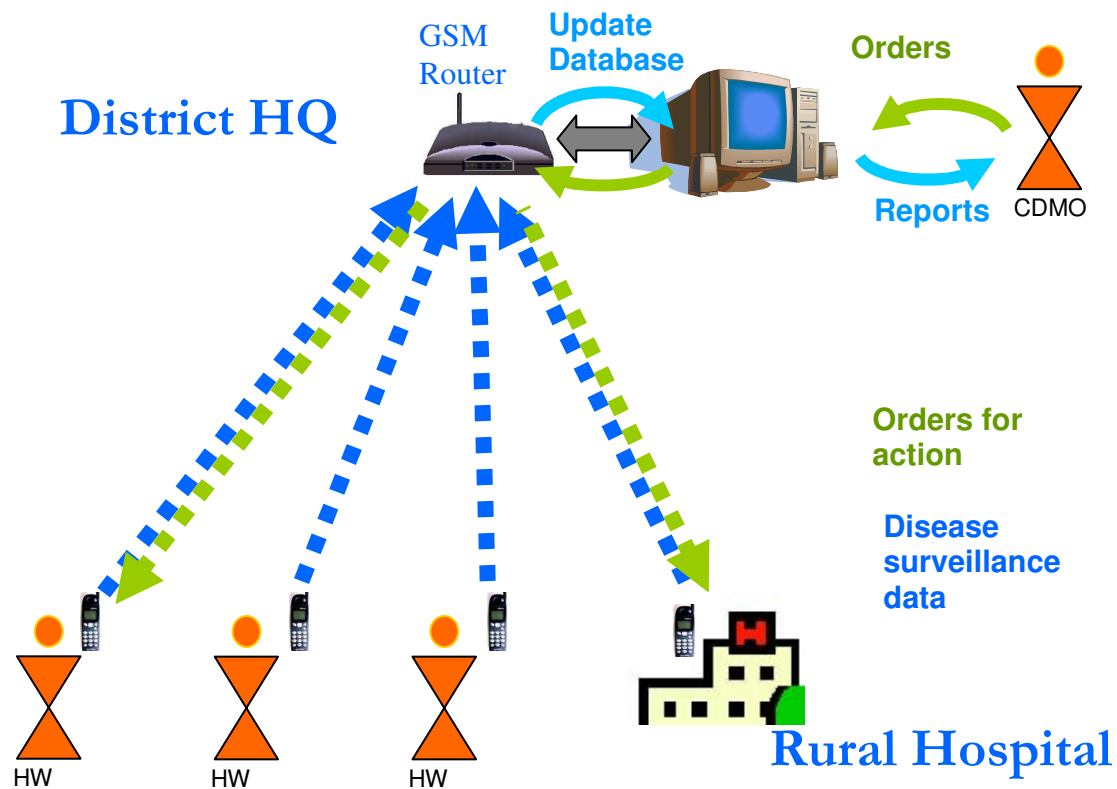 GSM
Router
Update
Database
Orders
District HQ
Reports
CDMO
Orders for
action
Disease
surveillance
data
H
HW
HW
HW
Rural Hospital